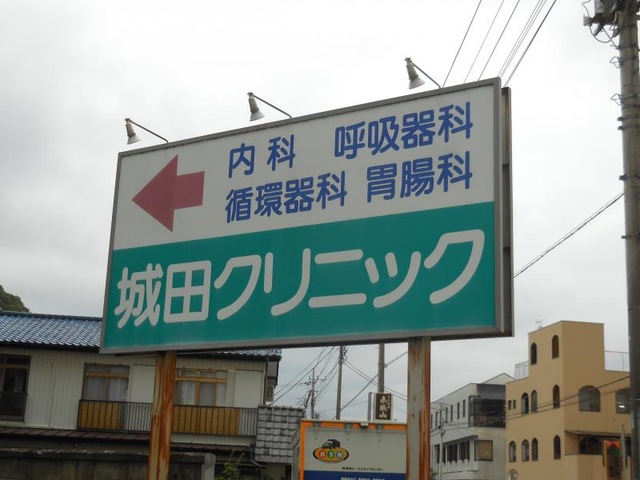 内科 呼吸器科
循環器科 胃腸科
城田クリニック
BSN